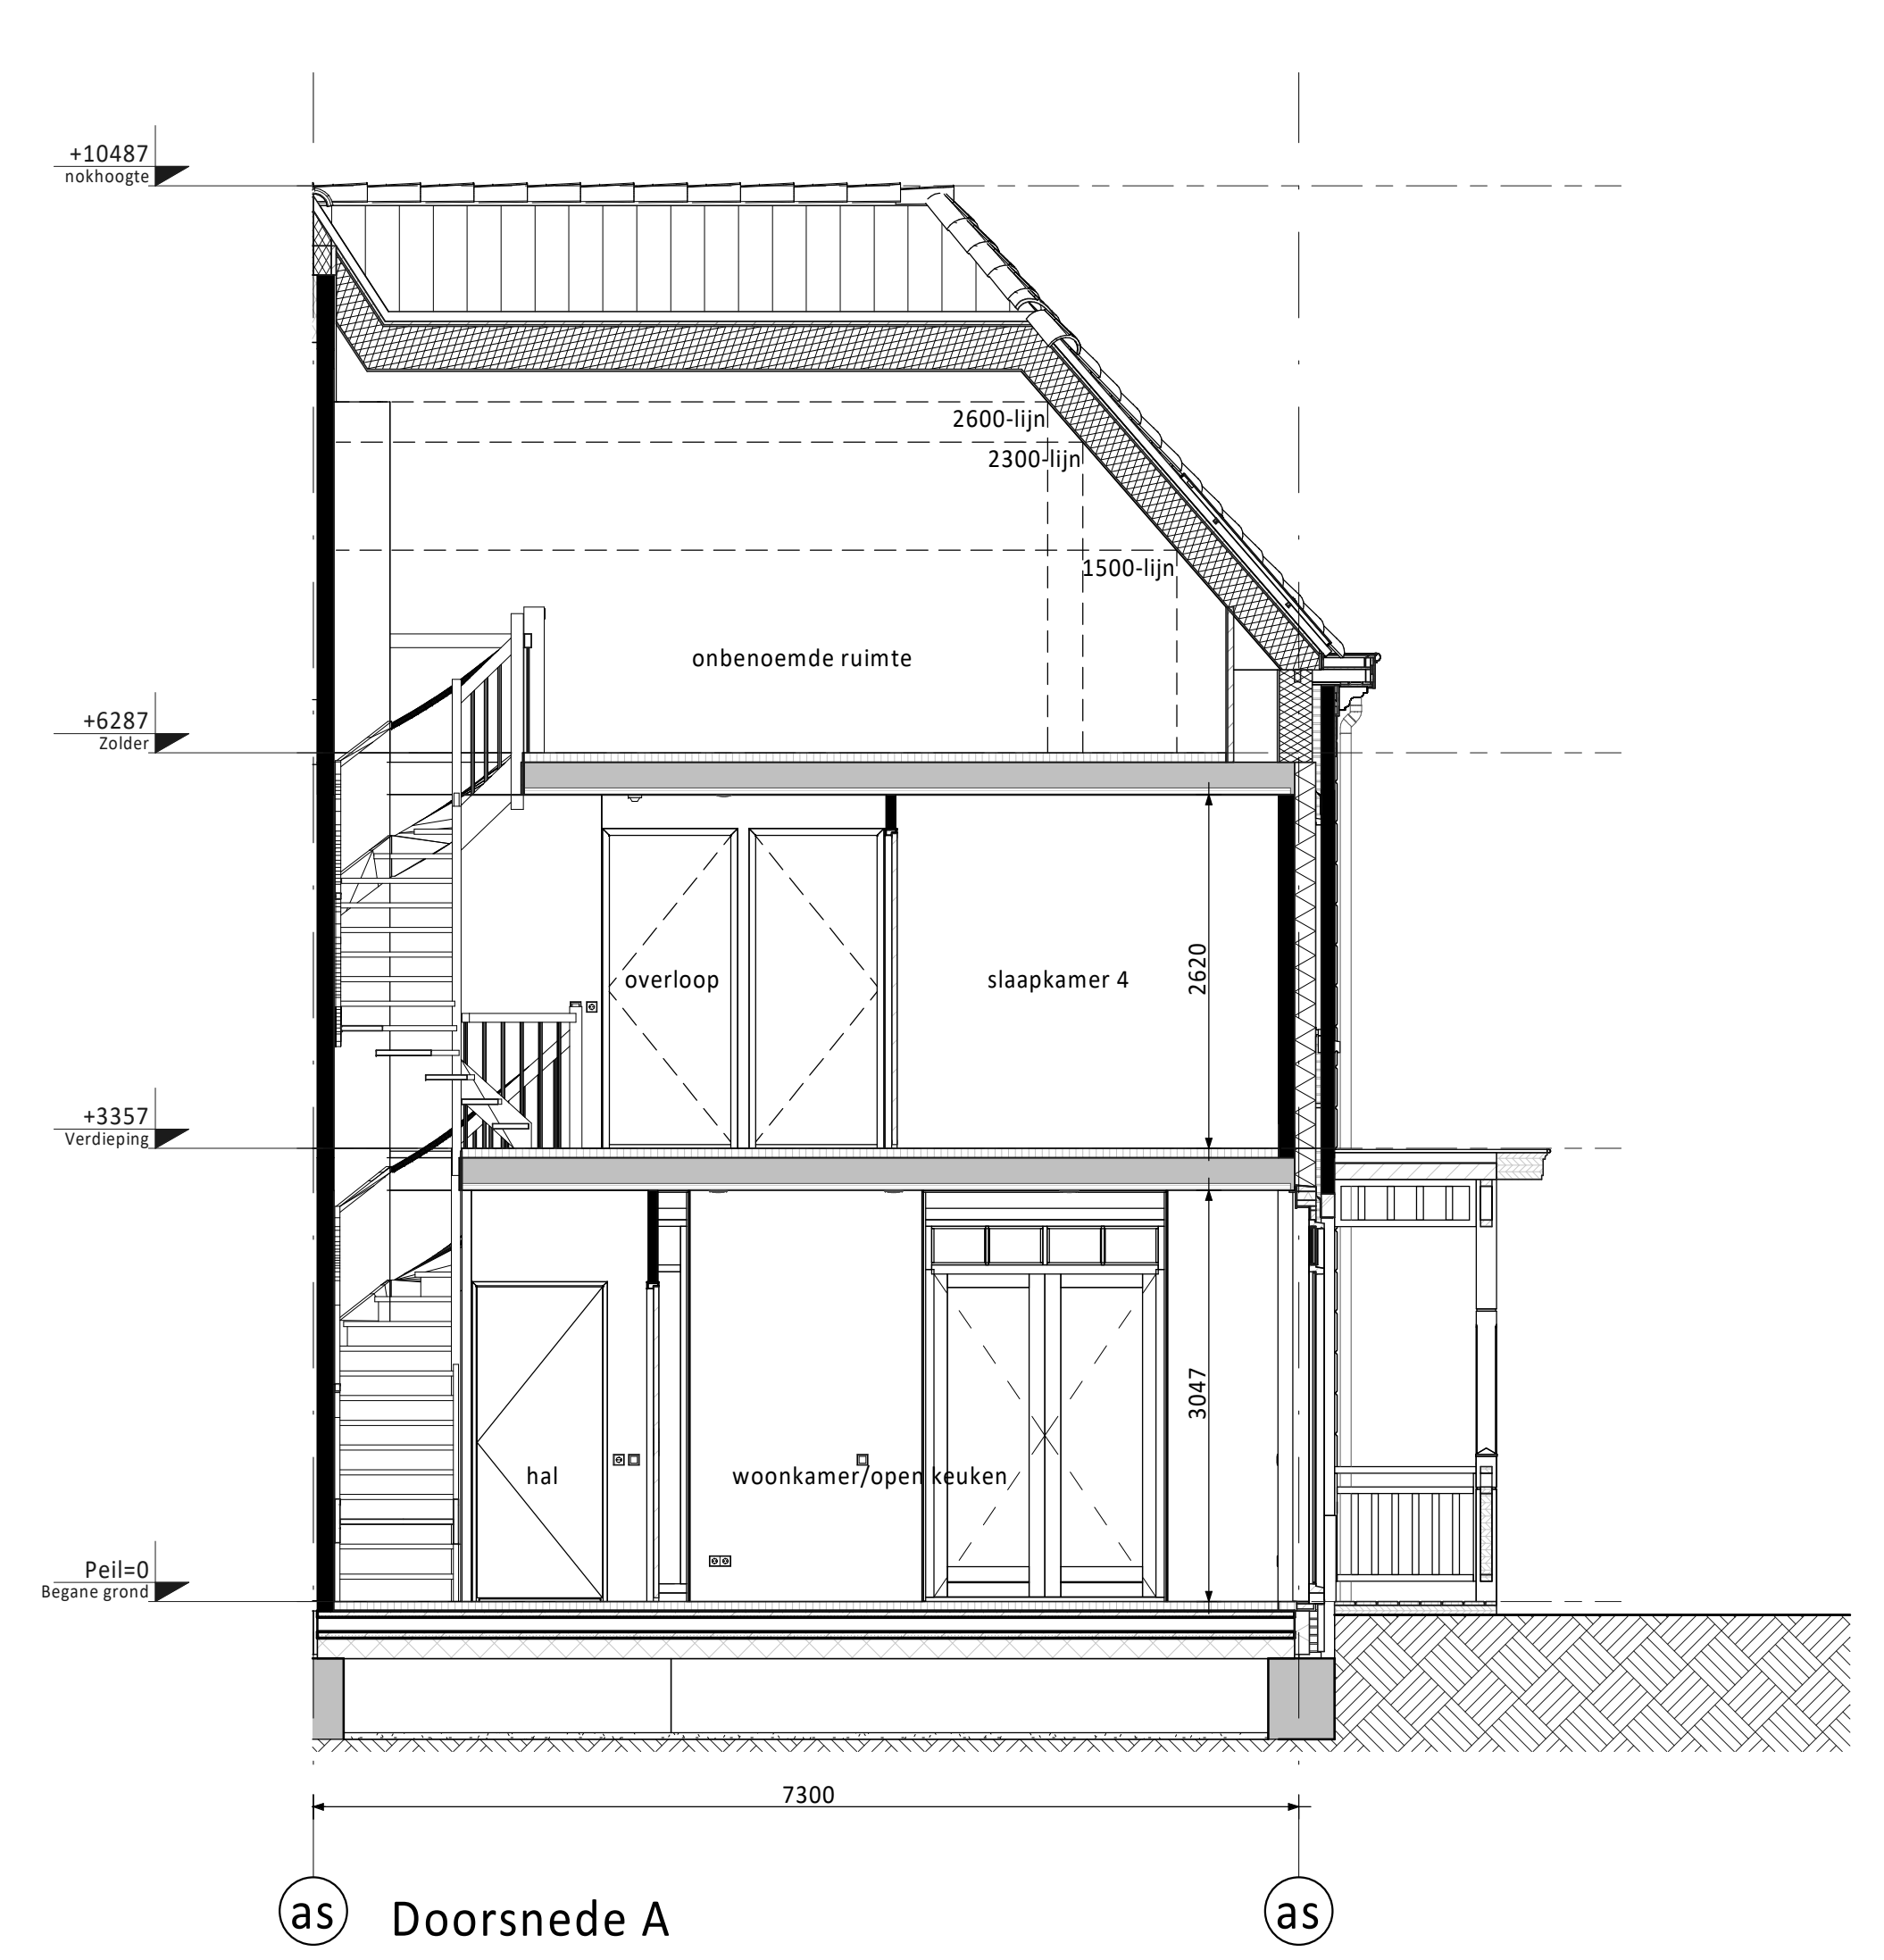 +10487
nokhoogte
2600-lijn
2300-lijn
1500-lijn
onbenoemde ruimte
+6287
Zolder
overloop
slaapkamer 4
2620
+3357
Verdieping
3047
hal
woonkamer/open keuken
Peil=0
Begane grond
7300
as
Doorsnede A
as